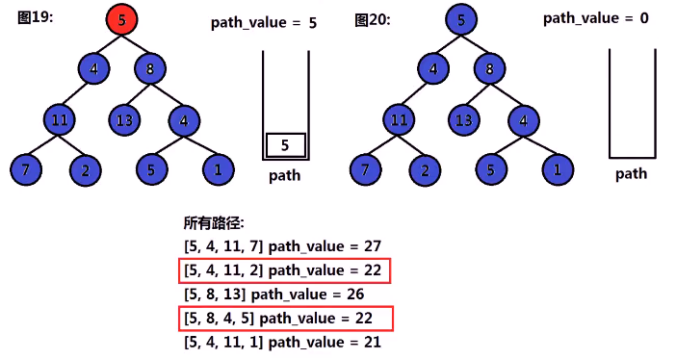 图19:
path_value = 5
5
4
8
11
13
4
7
2
5
1
5
path
图20:
path_value = 0
5
4
8
11
13
4
7
2
5
1
path
所有路径:
[5, 4, 11, 7] path_value = 27
[5, 4, 11, 2] path_value = 22
[5, 8, 13] path_value = 26
[5, 8, 4, 5] path_value = 22
[5, 4, 11, 1] path_value = 21